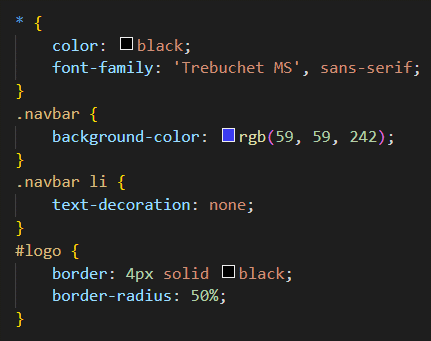 * {
    color: black;
    font-family: 'Trebuchet MS', sans-serif;
}
.navbar {
    background-color: rgb(59, 59, 242);
}
.navbar li {
    text-decoration: none;
}
#logo {
    border: 4px solid black;
    border-radius: 50%;
}